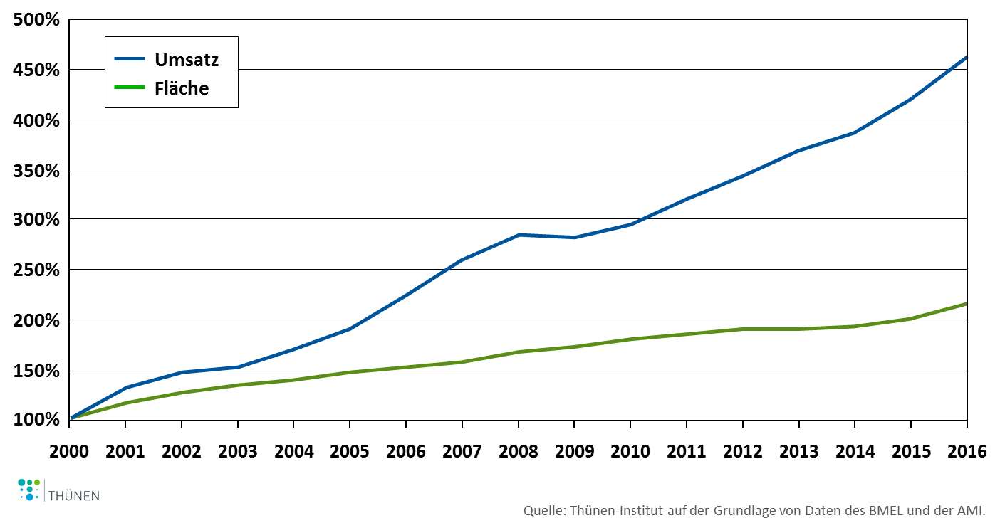 500%
450%
400%
350%
300%
250%
200%
150%
100%
Umsatz
Fläche
2000 2001 2002 2003 2004 2005 2006 2007 2008 2009 2010 2011 2012 2013 2014 2015 2016
THÜNEN
Quelle: Thünen-Institut auf der Grundlage von Daten des BMEL und der AMI.